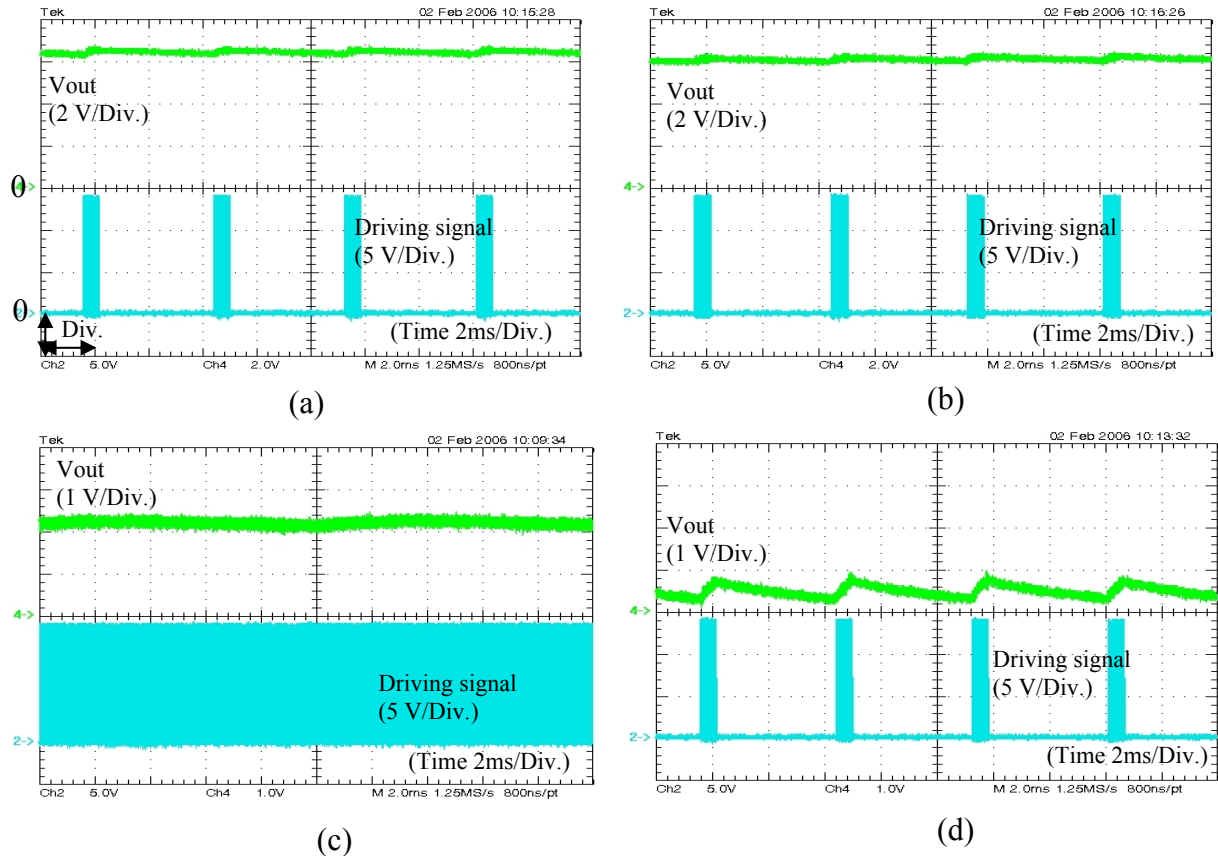 Tek 02 Feb 2006 10:15:28
Vout
(2 V/Div.)
0
4->
Driving signal
(5 V/Div.)
0
2->
Div.
(Time 2ms/Div.)
Ch2 5.0V Ch4 2.0V M 2.0ms 1.25MS/s 800ns/pt
(a)
Tek 02 Feb 2006 10:16:26
Vout
(2 V/Div.)
4->
Driving signal
(5 V/Div.)
2->
(Time 2ms/Div.)
Ch2 5.0V Ch4 2.0V M 2.0ms 1.25MS/s 800ns/pt
(b)
Tek 02 Feb 2006 10:09:34
Vout
(1 V/Div.)
4->
Driving signal
(5 V/Div.)
2->
(Time 2ms/Div.)
Ch2 5.0V Ch4 1.0V M 2.0ms 1.25MS/s 800ns/pt
(c)
Tek 02 Feb 2006 10:13:32
Vout
(1 V/Div.)
4->
Driving signal
(5 V/Div.)
2->
(Time 2ms/Div.)
Ch2 5.0V Ch4 1.0V M 2.0ms 1.25MS/s 800ns/pt
(d)